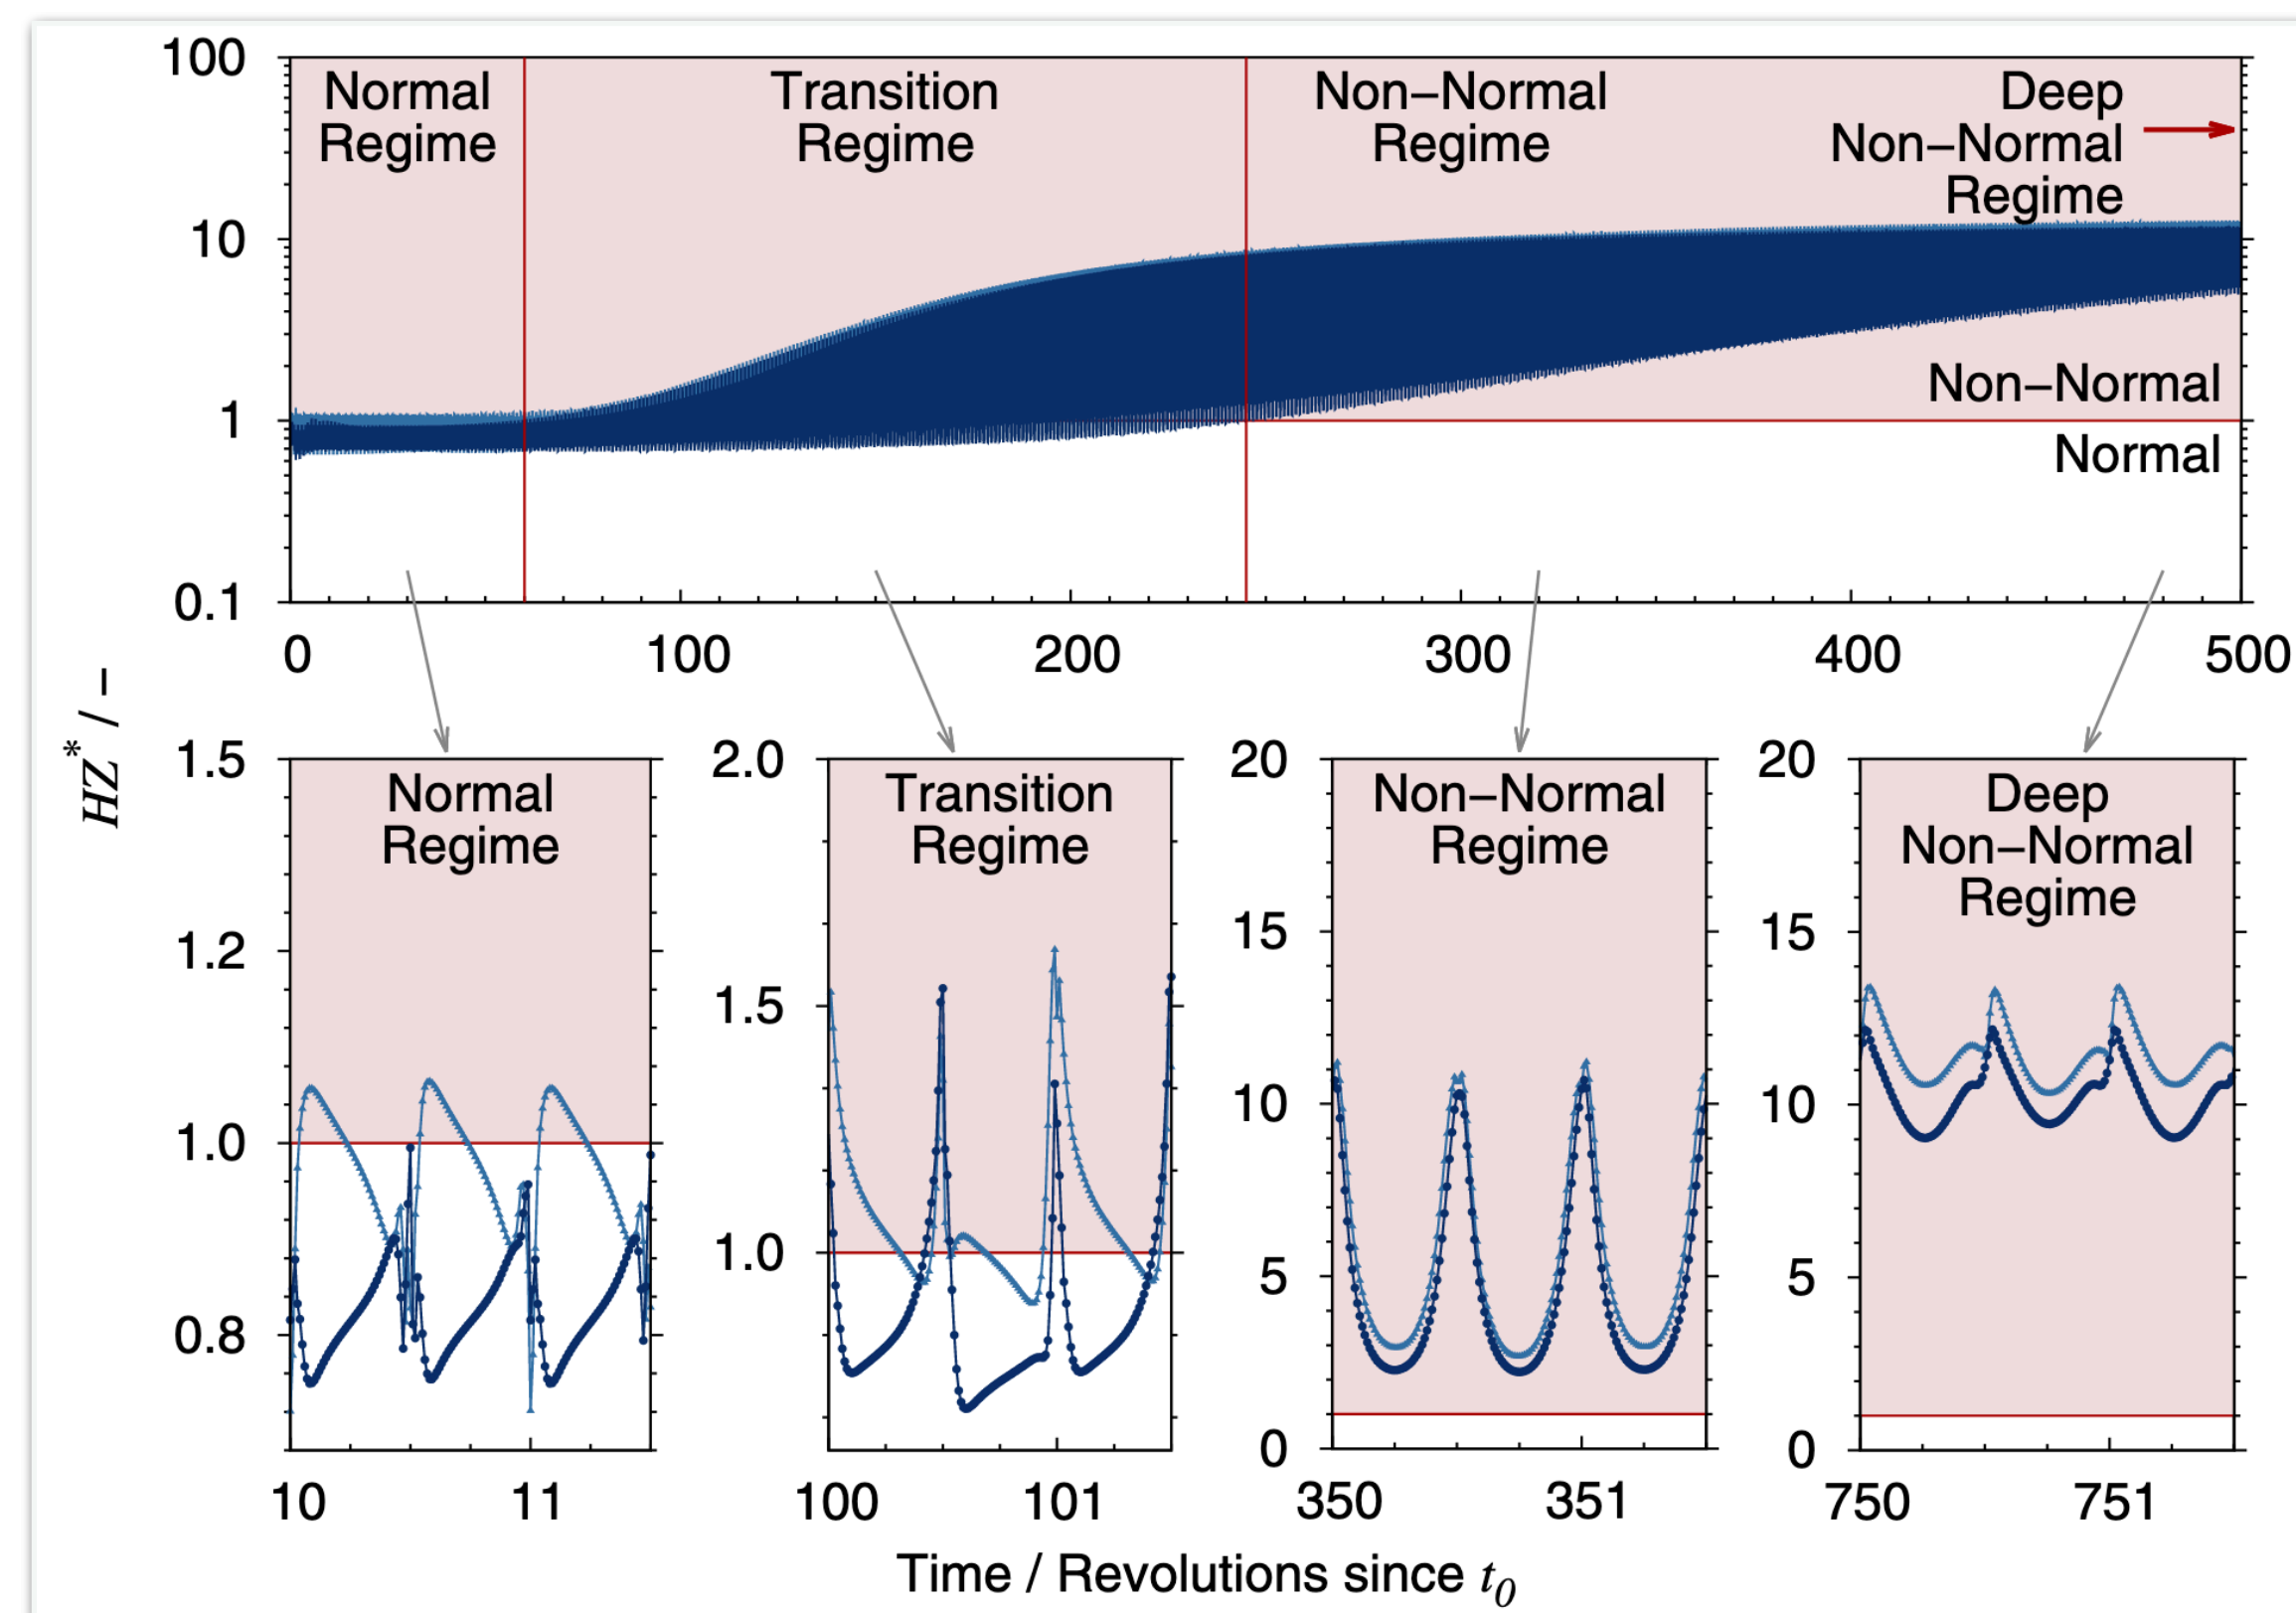 100
Normal
Regime
Transition
Regime
Non−Normal
Regime
Deep
Non−Normal
Regime
10
1
Non−Normal
Normal
0.1
0 100 200 300 400 500
HZ* / −
1.5
1.2
1.0
0.8
Normal
Regime
10 11
2.0
1.5
1.0
Transition
Regime
100 101
20
15
10
5
0
Non−Normal
Regime
350 351
20
15
10
5
0
Deep
Non−Normal
Regime
750 751
Time / Revolutions since t0